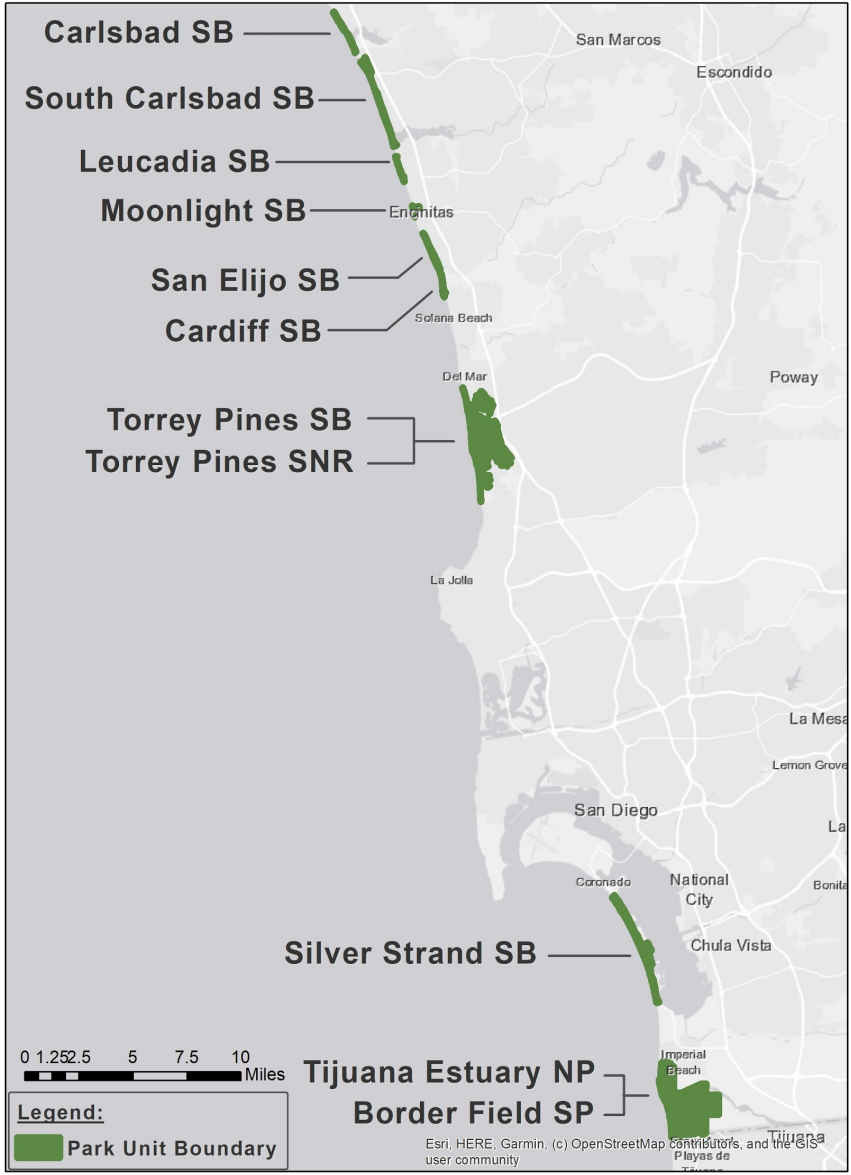 Carlsbad SB
San Marcos
Escondido
South Carlsbad SB
Leucadia SB
Moonlight SB
Encinitas
San Elijo SB
Cardiff SB
Solana Beach
Del Mar
Poway
Torrey Pines SB
Torrey Pines SNR
La Jolla
La Mesa
Lemon Grove
San Diego
La
Coronado
National
City
Bonita
Chula Vista
Silver Strand SB
0 1.25 2.5 5 7.5 10
Miles
Imperial
Beach
Tijuana Estuary NP
Border Field SP
Legend:
Park Unit Boundary
Tijuana
Esri, HERE, Garmin, (c) OpenStreetMap contributors, and the GIS
user community
Playas de
Tijuana